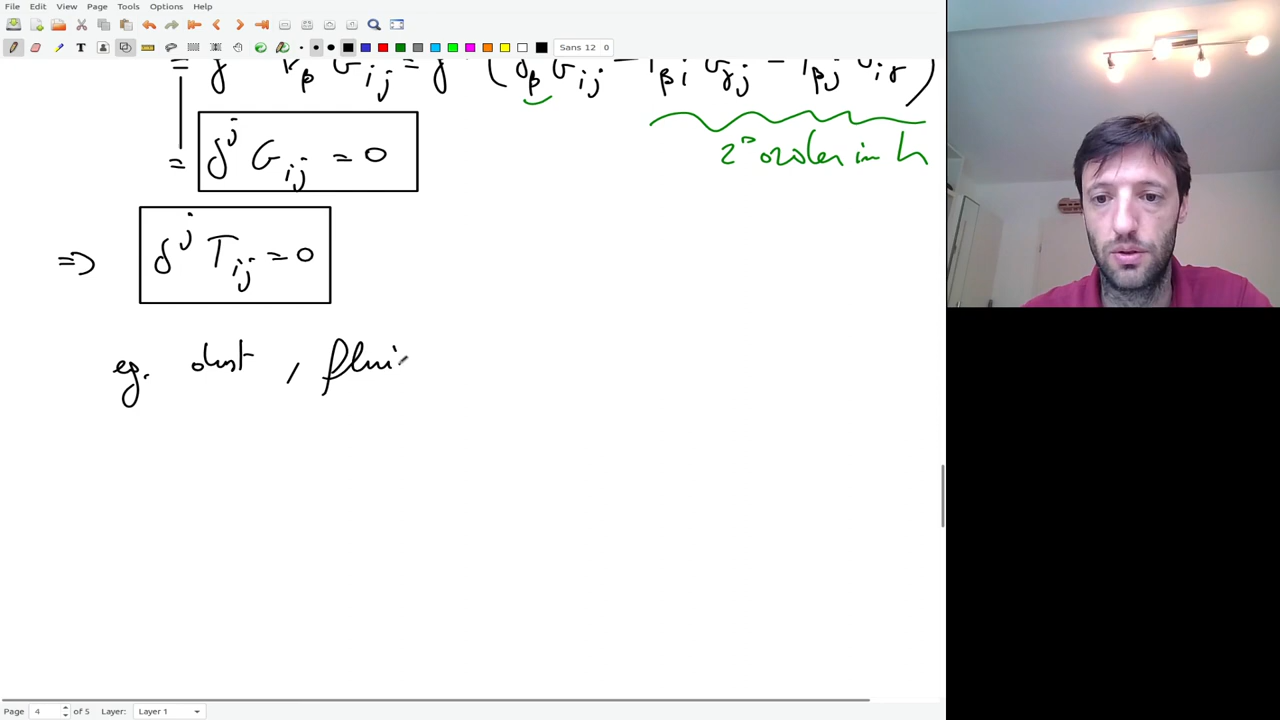 File Edit View Page Tools Options Help
T Sans 12 0
=
= ∂^j G_ij = 0
2° order in h
=> ∂^j T_ij = 0
eg. dust , flui
Page 4 of 5 Layer: Layer 1